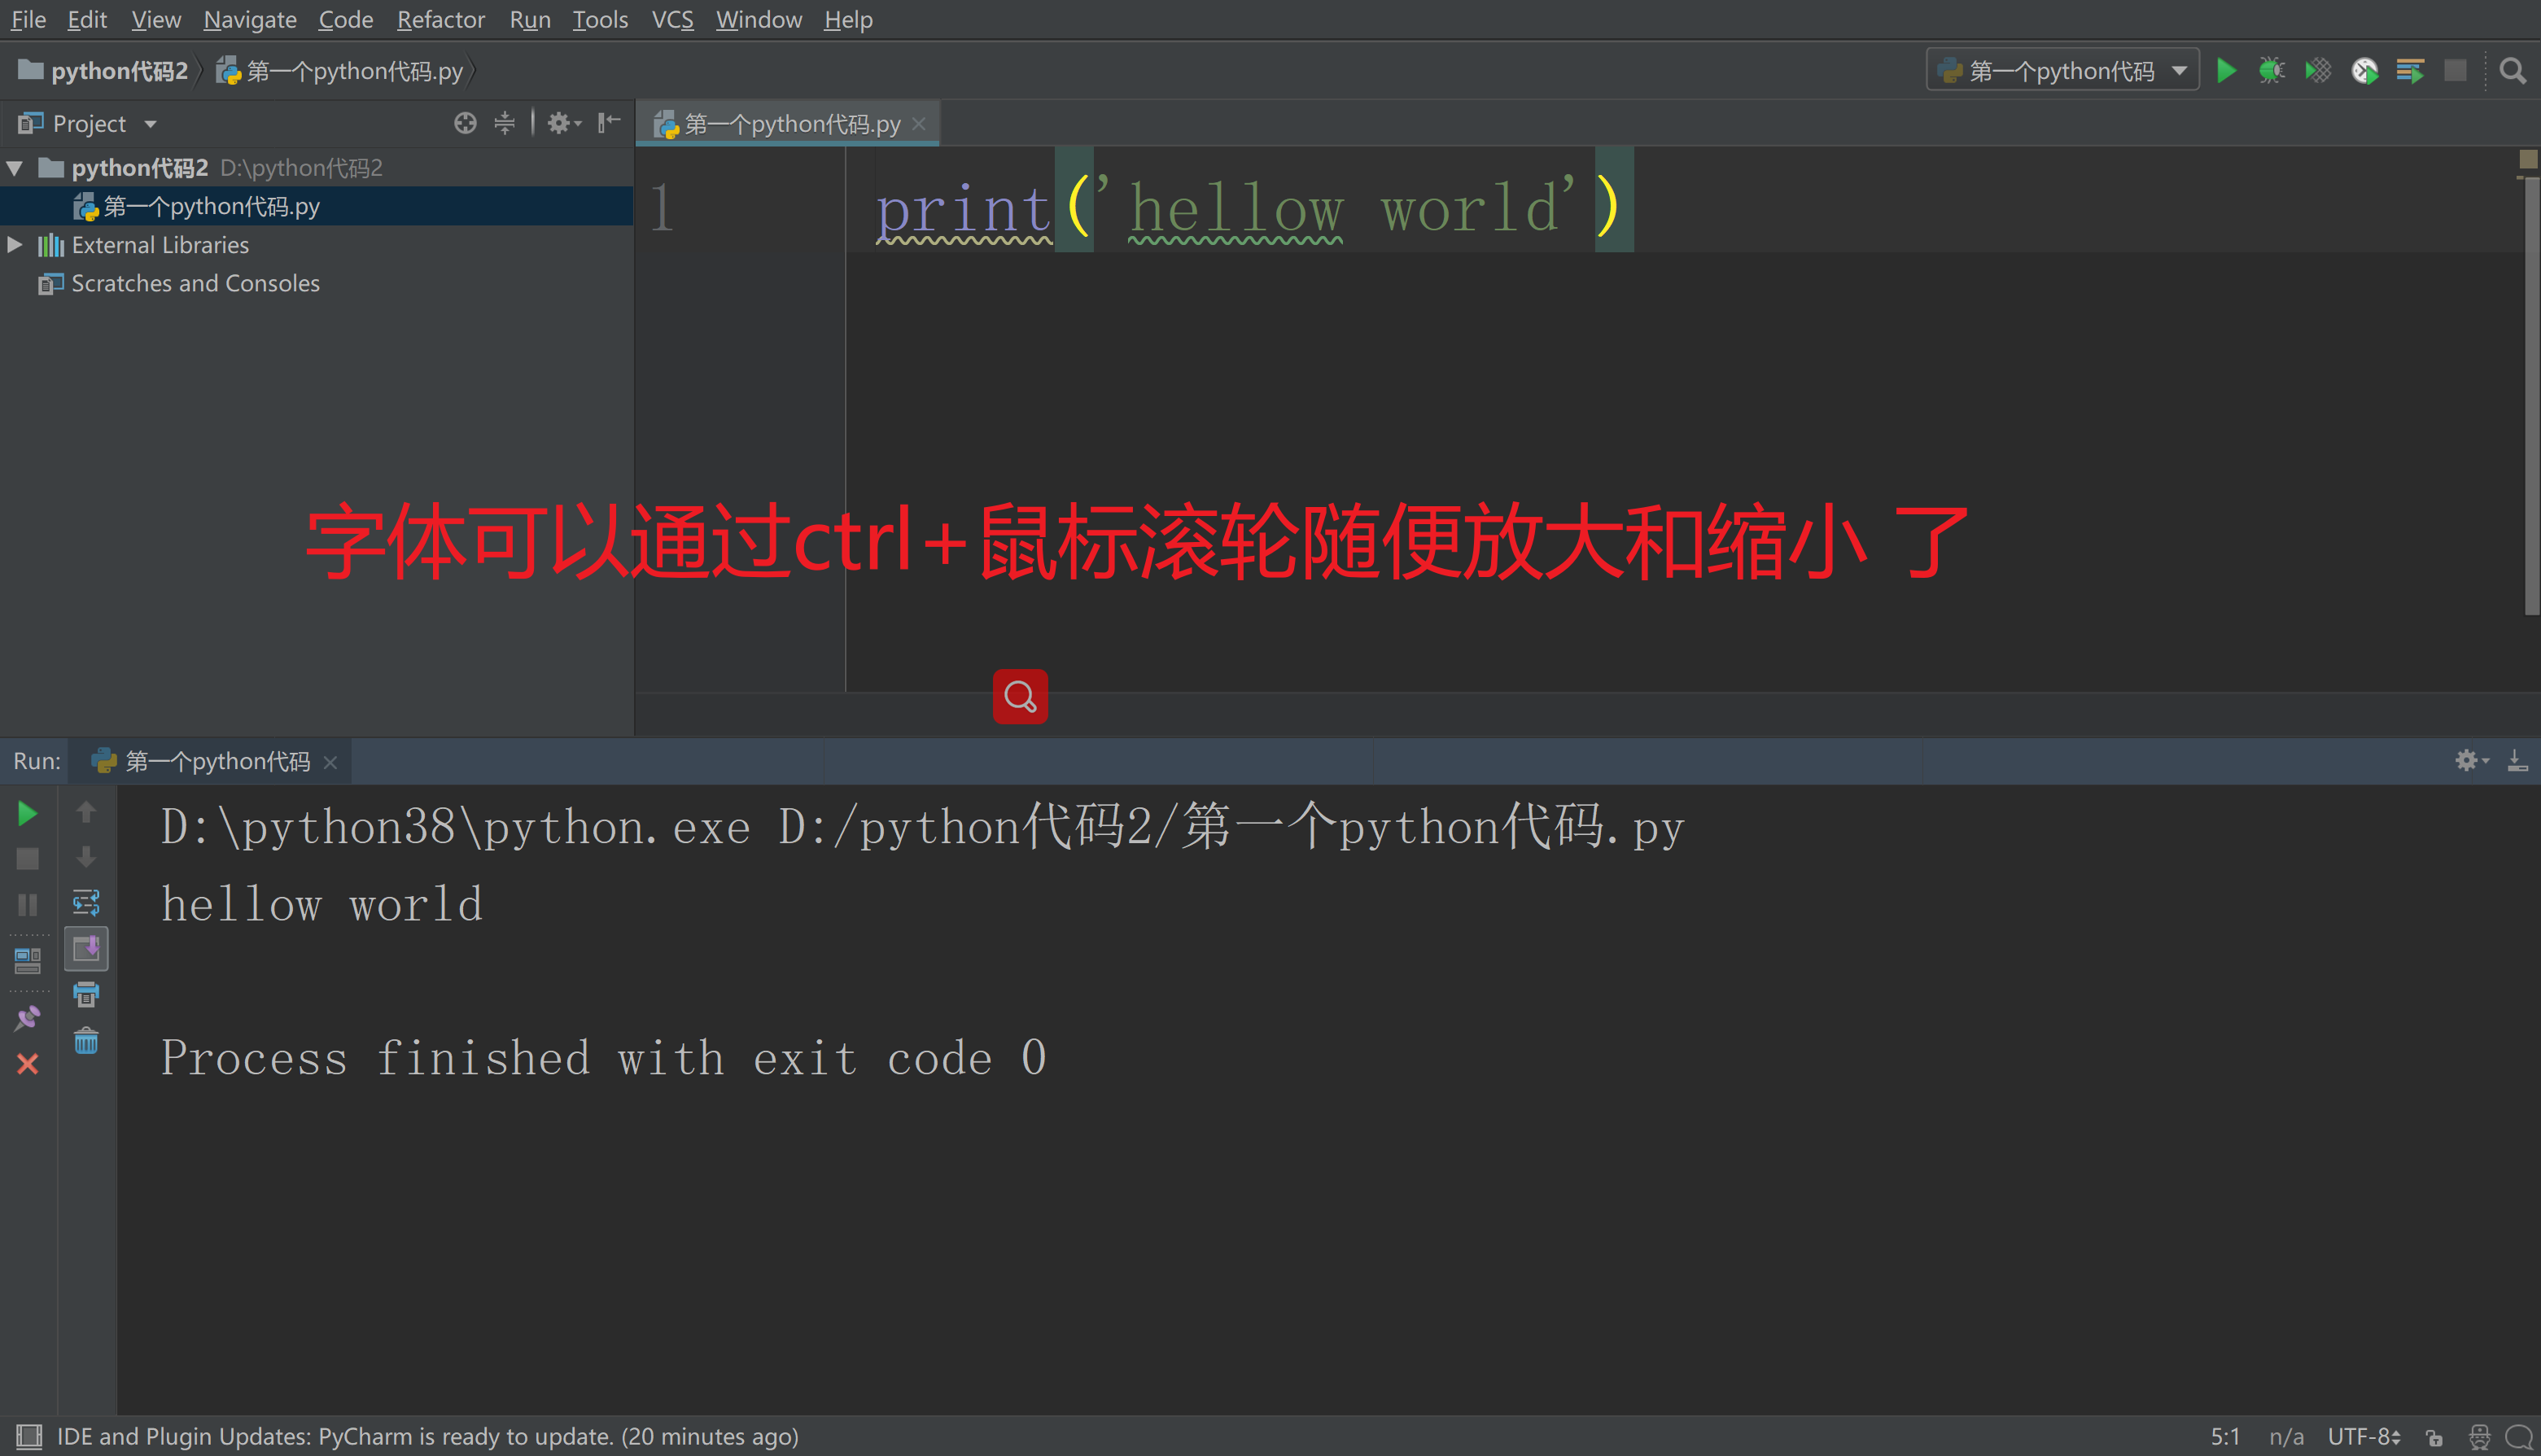 File Edit View Navigate Code Refactor Run Tools VCS Window Help
python代码2 第一个python代码.py 第一个python代码
Project 第一个python代码.py
python代码2 D:\python代码2
第一个python代码.py
External Libraries
Scratches and Consoles
1 print('hellow world')
字体可以通过ctrl+鼠标滚轮随便放大和缩小 了
Run: 第一个python代码
D:\python38\python.exe D:/python代码2/第一个python代码.py
hellow world
Process finished with exit code 0
IDE and Plugin Updates: PyCharm is ready to update. (20 minutes ago) 5:1 n/a UTF-8